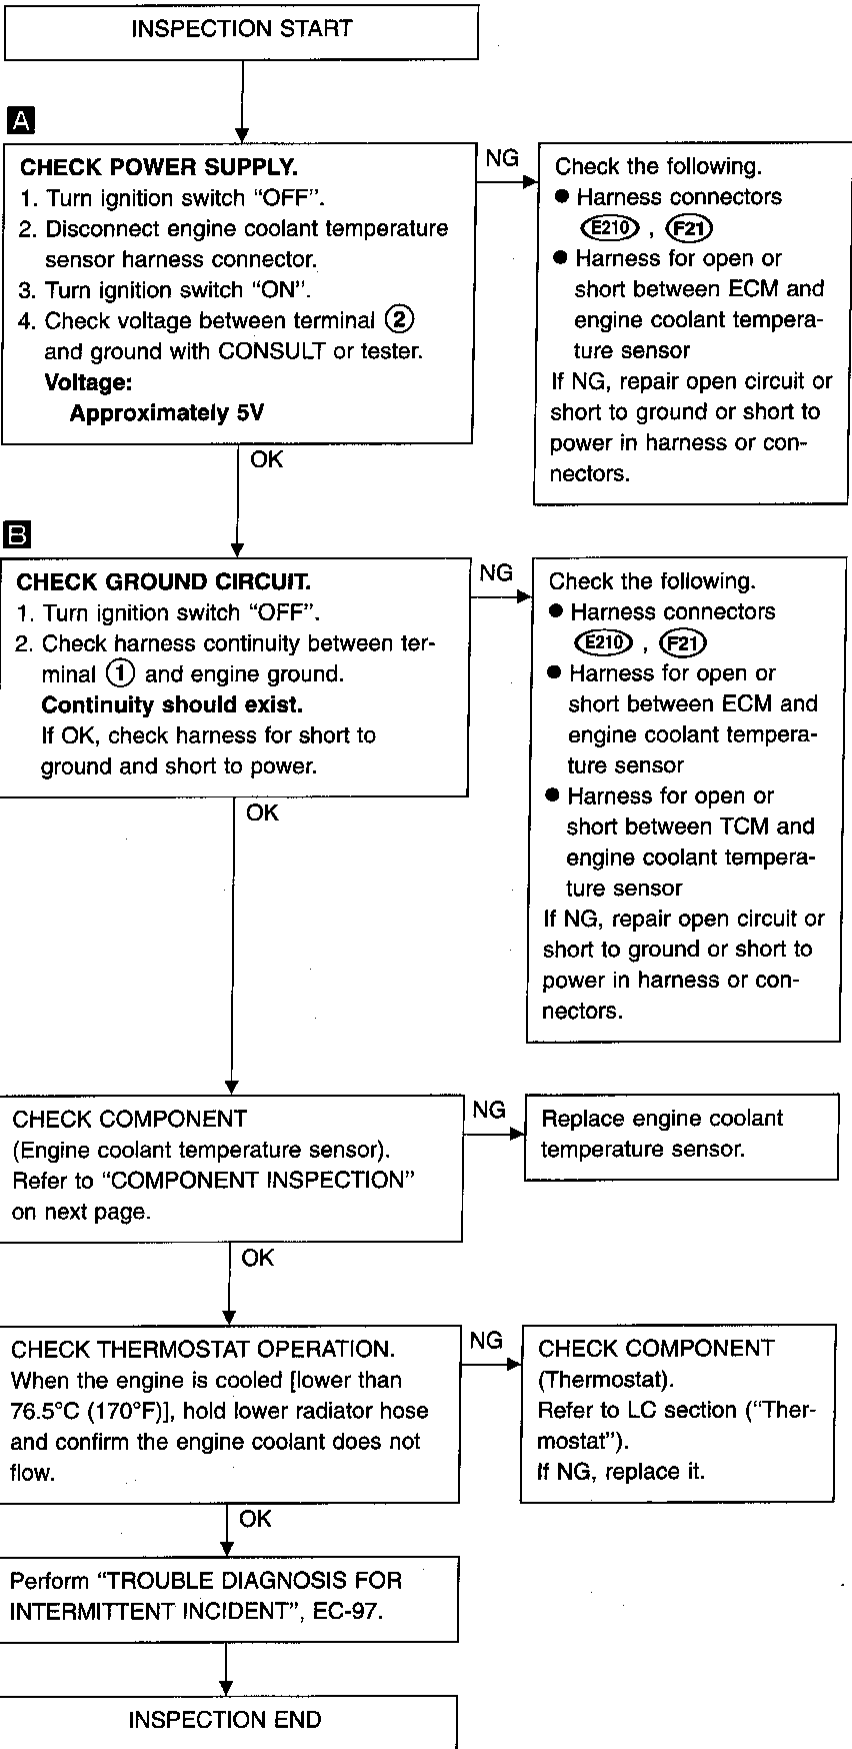 INSPECTION START
A
CHECK POWER SUPPLY.
1. Turn ignition switch “OFF”.
2. Disconnect engine coolant temperature
sensor harness connector.
3. Turn ignition switch “ON”.
4. Check voltage between terminal ②
and ground with CONSULT or tester.
Voltage:
Approximately 5V
NG
Check the following.
● Harness connectors
E210 , F21
● Harness for open or
short between ECM and
engine coolant tempera-
ture sensor
If NG, repair open circuit or
short to ground or short to
power in harness or con-
nectors.
OK
B
CHECK GROUND CIRCUIT.
1. Turn ignition switch “OFF”.
2. Check harness continuity between ter-
minal ① and engine ground.
Continuity should exist.
If OK, check harness for short to
ground and short to power.
NG
Check the following.
● Harness connectors
E210 , F21
● Harness for open or
short between ECM and
engine coolant tempera-
ture sensor
● Harness for open or
short between TCM and
engine coolant tempera-
ture sensor
If NG, repair open circuit or
short to ground or short to
power in harness or con-
nectors.
OK
CHECK COMPONENT
(Engine coolant temperature sensor).
Refer to “COMPONENT INSPECTION”
on next page.
NG
Replace engine coolant
temperature sensor.
OK
CHECK THERMOSTAT OPERATION.
When the engine is cooled [lower than
76.5°C (170°F)], hold lower radiator hose
and confirm the engine coolant does not
flow.
NG
CHECK COMPONENT
(Thermostat).
Refer to LC section (“Ther-
mostat”).
If NG, replace it.
OK
Perform “TROUBLE DIAGNOSIS FOR
INTERMITTENT INCIDENT”, EC-97.
INSPECTION END